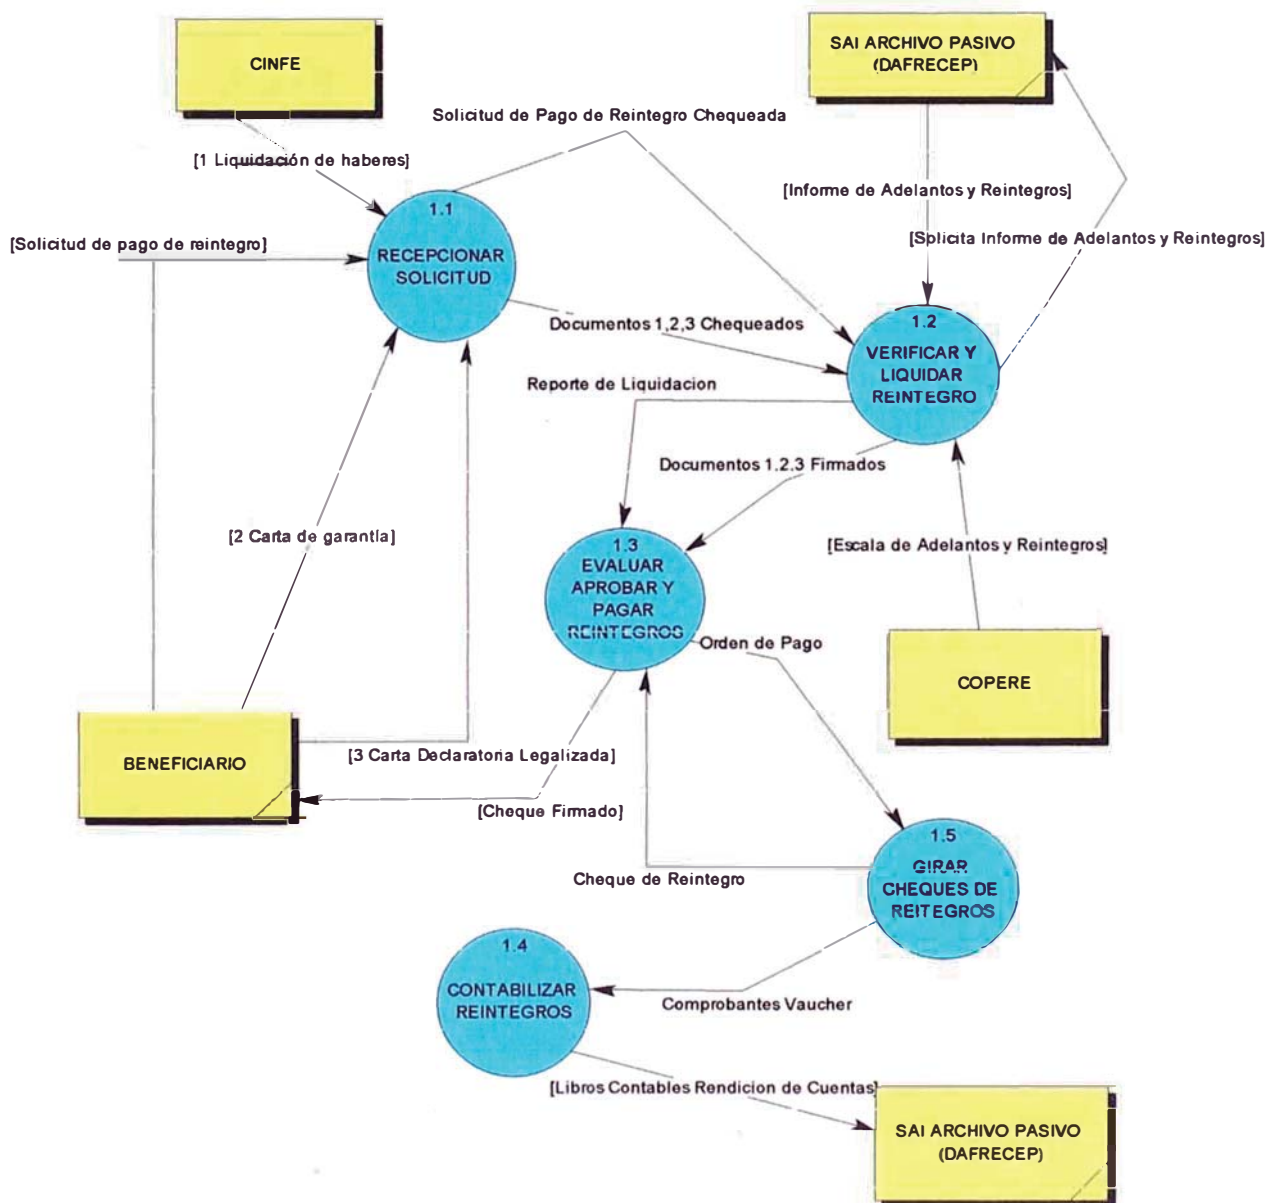 CINFE
SAI ARCHIVO PASIVO
(DAFRECEP)
Solicitud de Pago de Reintegro Chequeada
[1 Liquidación de haberes]
[Informe de Adelantos y Reintegros]
1.1
[Solicitud de pago de reintegro]
RECEPCIONAR
SOLICITUD
[Solicita Informe de Adelantos y Reintegros]
Documentos 1,2,3 Chequeados
1.2
VERIFICAR Y
LIQUIDAR
REINTEGRO
Reporte de Liquidacion
Documentos 1.2.3 Firmados
[2 Carta de garantía]
1.3
EVALUAR
APROBAR Y
PAGAR
REINTEGROS
[Escala de Adelantos y Reintegros]
Orden de Pago
COPERE
BENEFICIARIO
[3 Carta Declaratoria Legalizada]
[Cheque Firmado]
1.5
GIRAR
CHEQUES DE
REITEGROS
Cheque de Reintegro
1.4
CONTABILIZAR
REINTEGROS
Comprobantes Vaucher
[Libros Contables Rendicion de Cuentas]
SAI ARCHIVO PASIVO
(DAFRECEP)